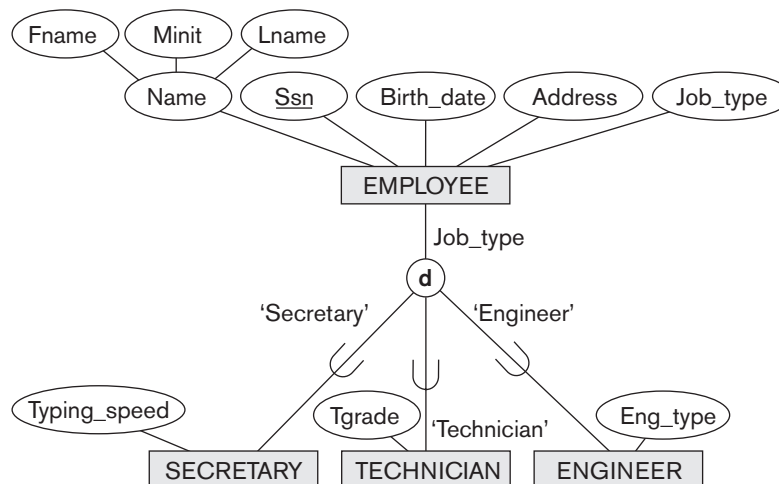 Fname Minit Lname
Name Ssn Birth_date Address Job_type
EMPLOYEE
Job_type
d
‘Secretary’ ‘Engineer’
Typing_speed Tgrade Eng_type
‘Technician’
SECRETARY TECHNICIAN ENGINEER